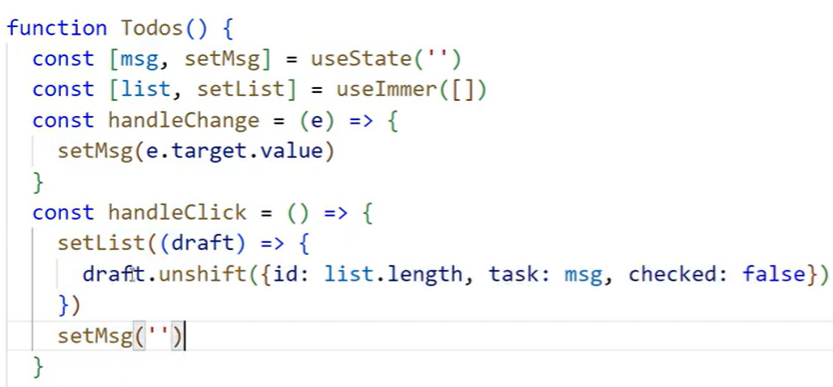 function Todos() {
const [msg, setMsg] = useState('')
const [list, setList] = useImmer([])
const handleChange = (e) => {
setMsg(e.target.value)
}
const handleClick = () => {
setList((draft) => {
draft.unshift({id: list.length, task: msg, checked: false})
})
setMsg('')
}